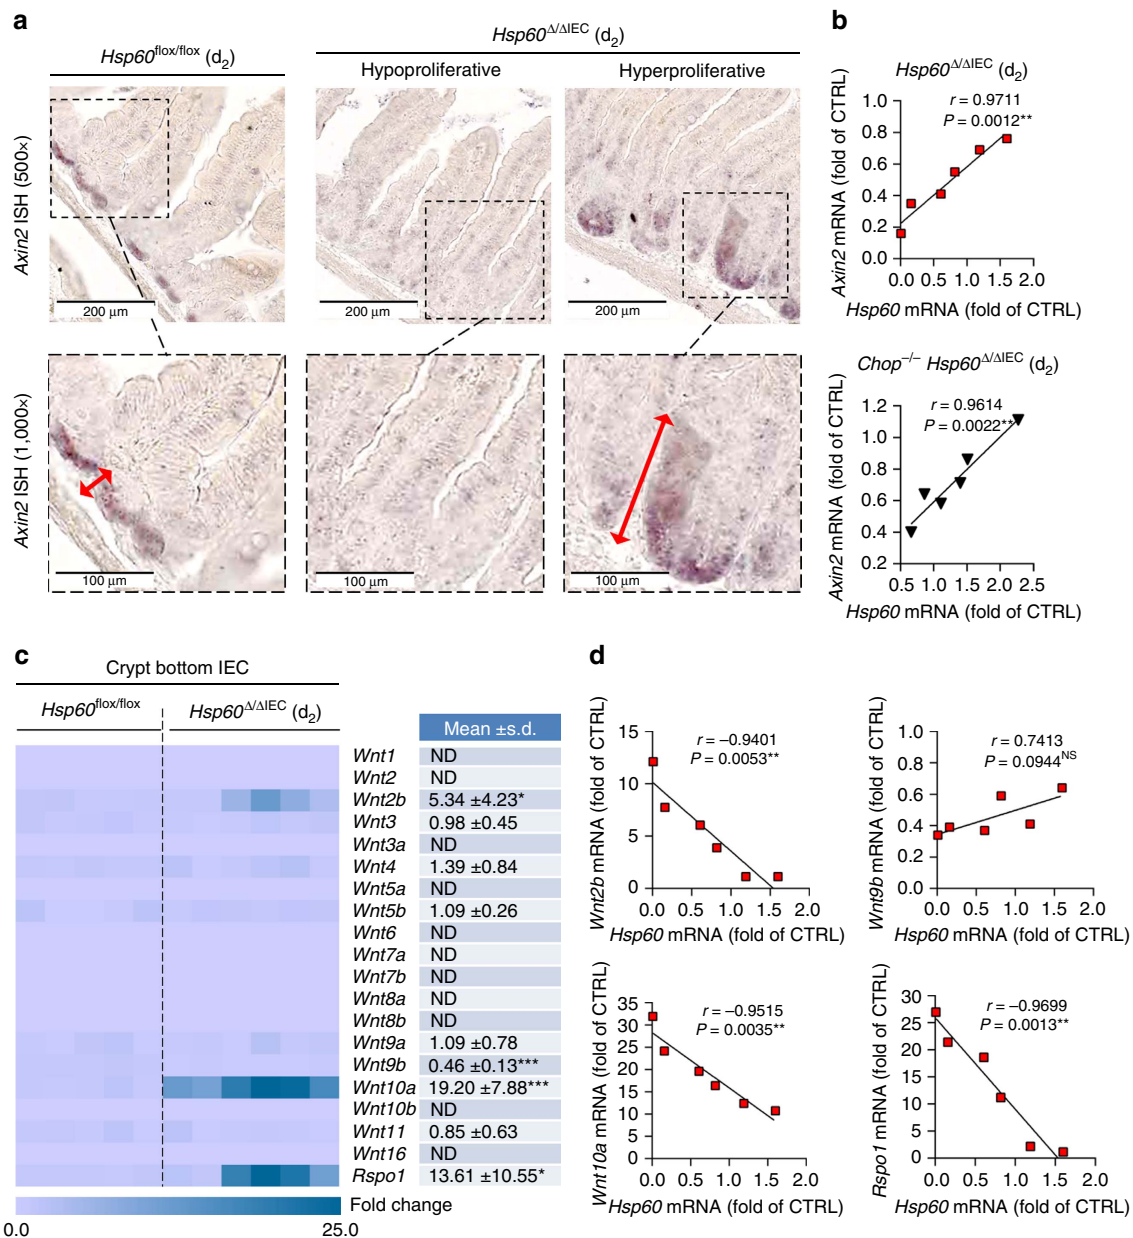 a
Hsp60flox/flox (d2)
Hsp60Δ/ΔIEC (d2)
Hypoproliferative
Hyperproliferative
Axin2 ISH (500×)
200 µm
200 µm
200 µm
Axin2 ISH (1,000×)
100 µm
100 µm
100 µm
b
Hsp60Δ/ΔIEC (d2)
r = 0.9711
P = 0.0012**
Axin2 mRNA (fold of CTRL)
1.0
0.8
0.6
0.4
0.2
0.0
0.0 0.5 1.0 1.5 2.0
Hsp60 mRNA (fold of CTRL)
Chop–/– Hsp60Δ/ΔIEC (d2)
r = 0.9614
P = 0.0022**
Axin2 mRNA (fold of CTRL)
1.2
1.0
0.8
0.6
0.4
0.2
0.5 1.0 1.5 2.0 2.5
Hsp60 mRNA (fold of CTRL)
c
Crypt bottom IEC
Hsp60flox/flox
Hsp60Δ/ΔIEC (d2)
Mean ±s.d.
Wnt1 ND
Wnt2 ND
Wnt2b 5.34 ±4.23*
Wnt3 0.98 ±0.45
Wnt3a ND
Wnt4 1.39 ±0.84
Wnt5a ND
Wnt5b 1.09 ±0.26
Wnt6 ND
Wnt7a ND
Wnt7b ND
Wnt8a ND
Wnt8b ND
Wnt9a 1.09 ±0.78
Wnt9b 0.46 ±0.13***
Wnt10a 19.20 ±7.88***
Wnt10b ND
Wnt11 0.85 ±0.63
Wnt16 ND
Rspo1 13.61 ±10.55*
Fold change
0.0 25.0
d
r = –0.9401
P = 0.0053**
Wnt2b mRNA (fold of CTRL)
15
10
5
0
0.0 0.5 1.0 1.5 2.0
Hsp60 mRNA (fold of CTRL)
r = 0.7413
P = 0.0944NS
Wnt9b mRNA (fold of CTRL)
1.0
0.8
0.6
0.4
0.2
0.0
0.0 0.5 1.0 1.5 2.0
Hsp60 mRNA (fold of CTRL)
r = –0.9515
P = 0.0035**
Wnt10a mRNA (fold of CTRL)
35
30
25
20
15
10
5
0
0.0 0.5 1.0 1.5 2.0
Hsp60 mRNA (fold of CTRL)
r = –0.9699
P = 0.0013**
Rspo1 mRNA (fold of CTRL)
30
25
20
15
10
5
0
0.0 0.5 1.0 1.5 2.0
Hsp60 mRNA (fold of CTRL)